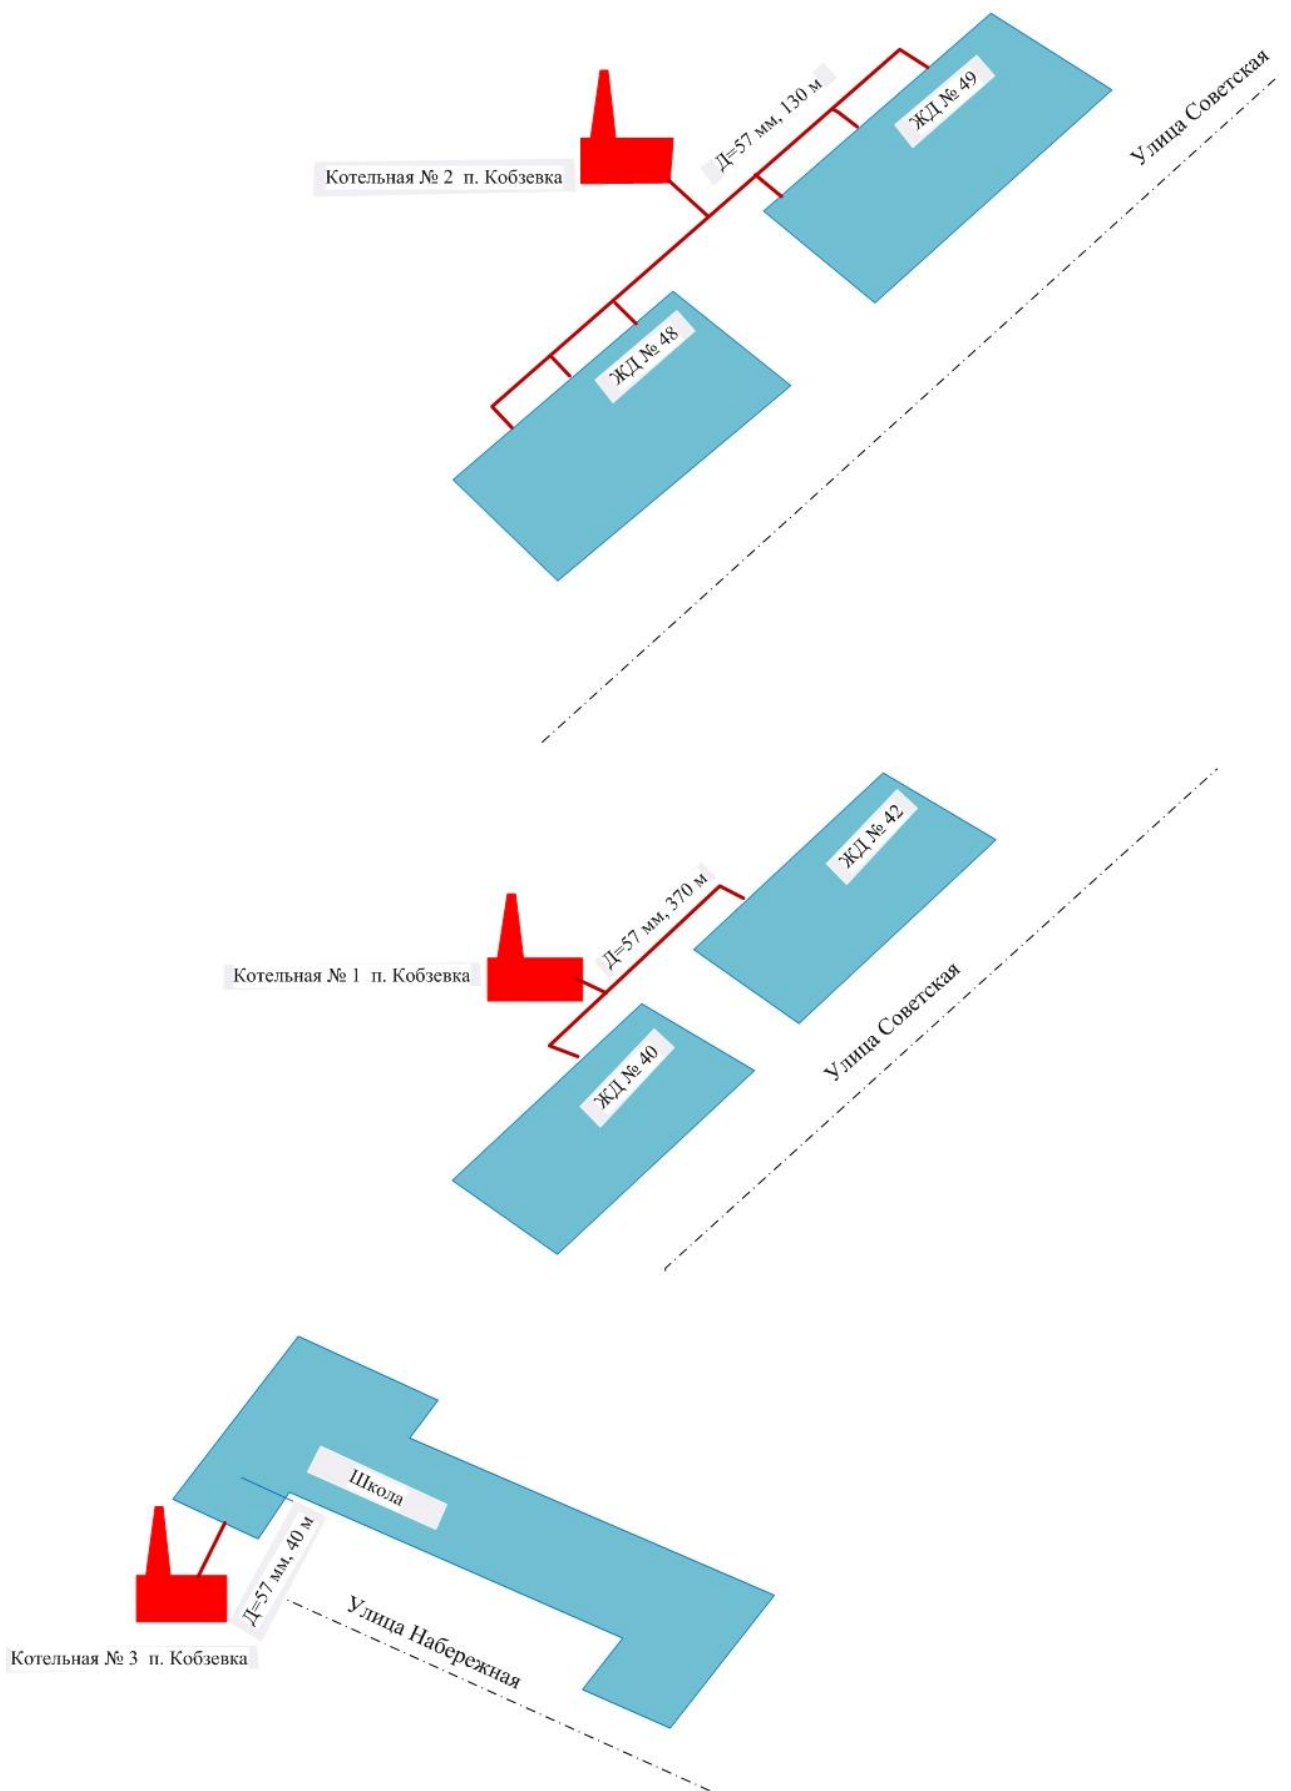 ЖД № 49
Улица Советская
Д=57 мм, 130 м
Котельная № 2 п. Кобзевка
ЖД № 48
ЖД № 42
Д=57 мм, 370 м
Котельная № 1 п. Кобзевка
Улица Советская
ЖД № 40
Школа
Д=57 мм, 40 м
Улица Набережная
Котельная № 3 п. Кобзевка